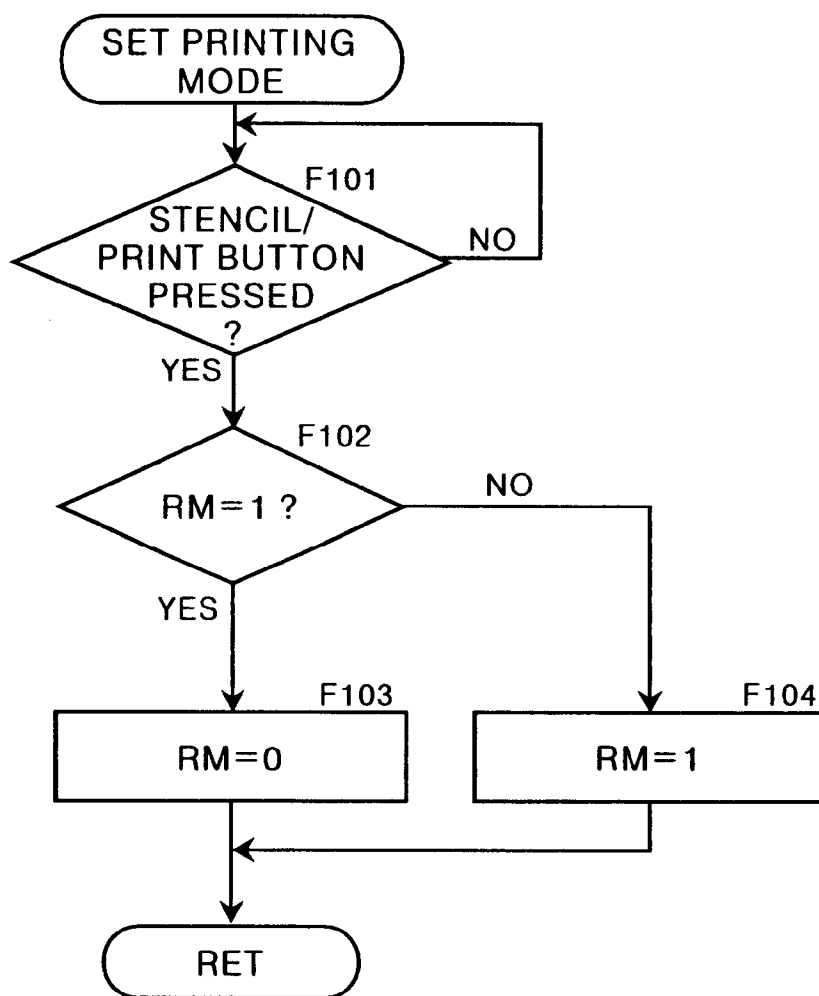 SET PRINTING
MODE
F101
STENCIL/
PRINT BUTTON
PRESSED
?
NO
YES
F102
RM=1 ?
NO
YES
F103
RM=0
F104
RM=1
RET